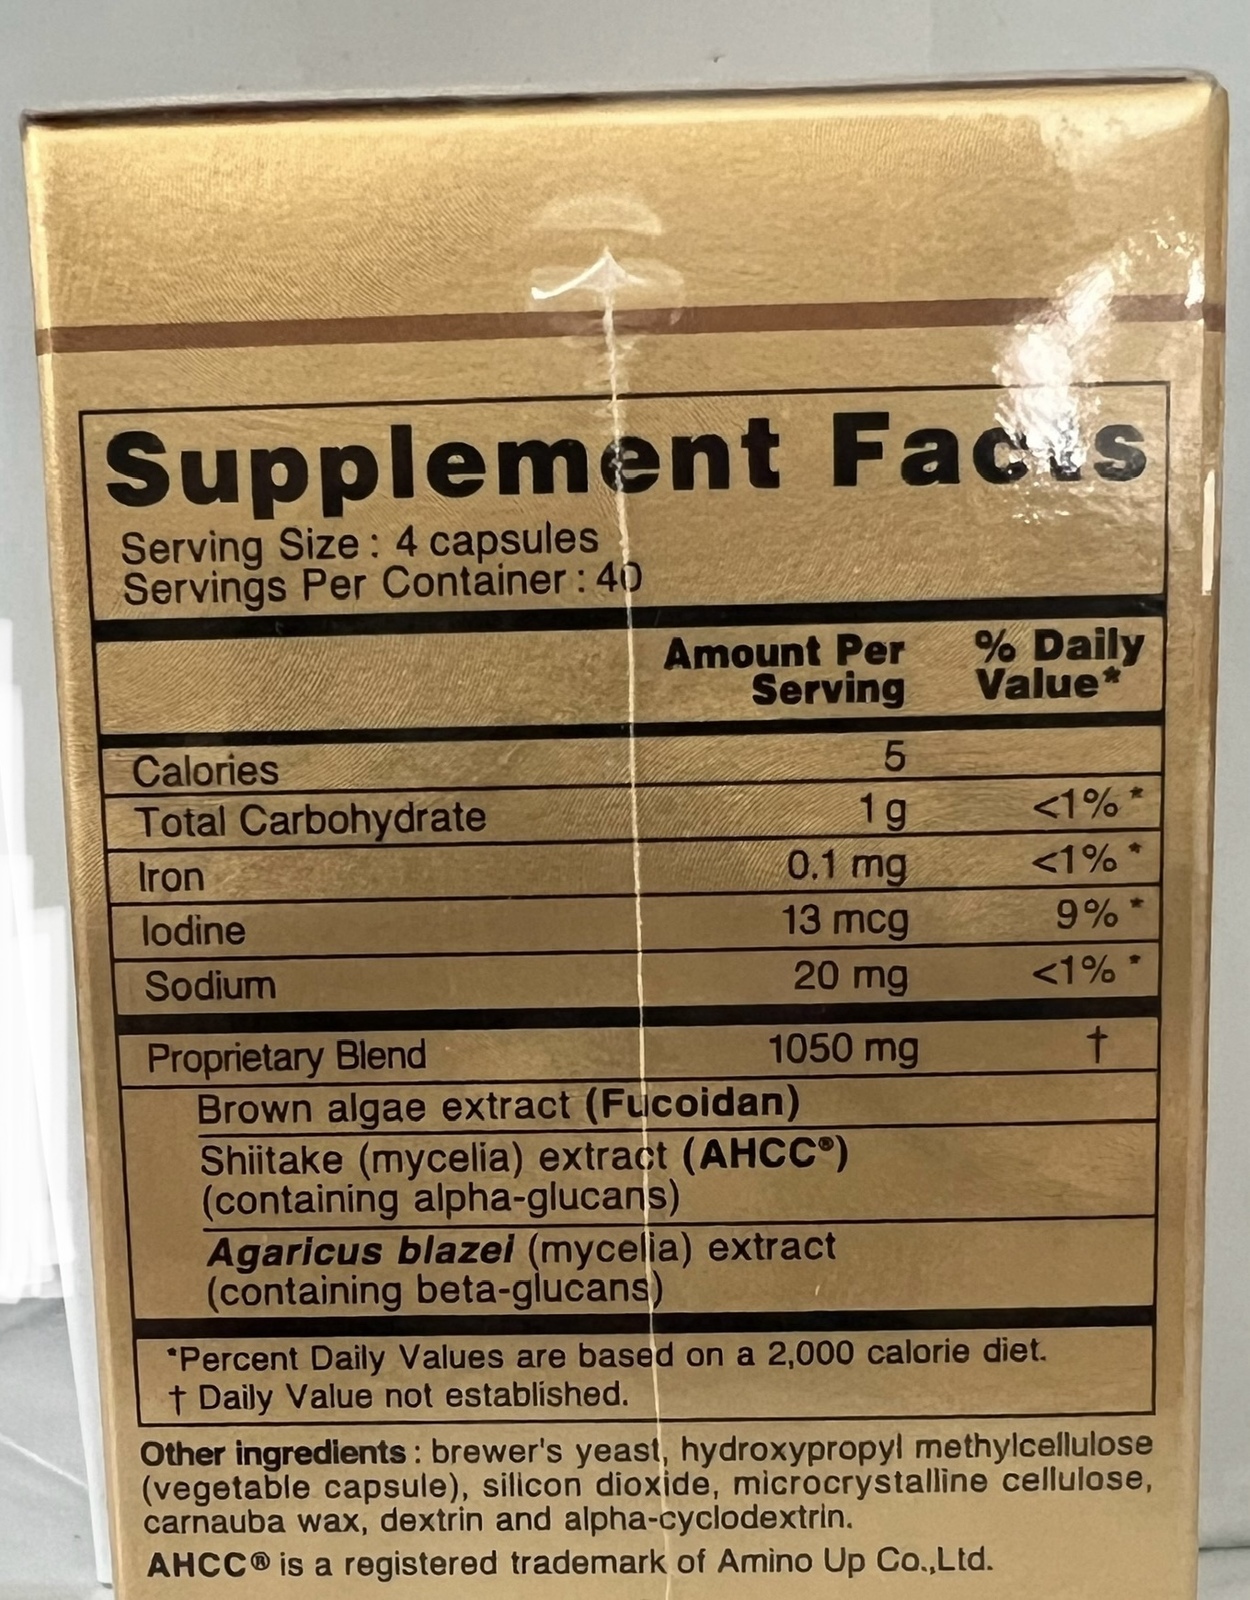 Supplement Facts
Serving Size : 4 capsules
Servings Per Container : 40
Amount Per Serving % Daily Value*
Calories 5
Total Carbohydrate 1 g <1% *
Iron 0.1 mg <1% *
Iodine 13 mcg 9% *
Sodium 20 mg <1% *
Proprietary Blend 1050 mg †
Brown algae extract (Fucoidan)
Shiitake (mycelia) extract (AHCC®)
(containing alpha-glucans)
Agaricus blazei (mycelia) extract
(containing beta-glucans)
*Percent Daily Values are based on a 2,000 calorie diet.
† Daily Value not established.
Other ingredients : brewer's yeast, hydroxypropyl methylcellulose
(vegetable capsule), silicon dioxide, microcrystalline cellulose,
carnauba wax, dextrin and alpha-cyclodextrin.
AHCC® is a registered trademark of Amino Up Co.,Ltd.